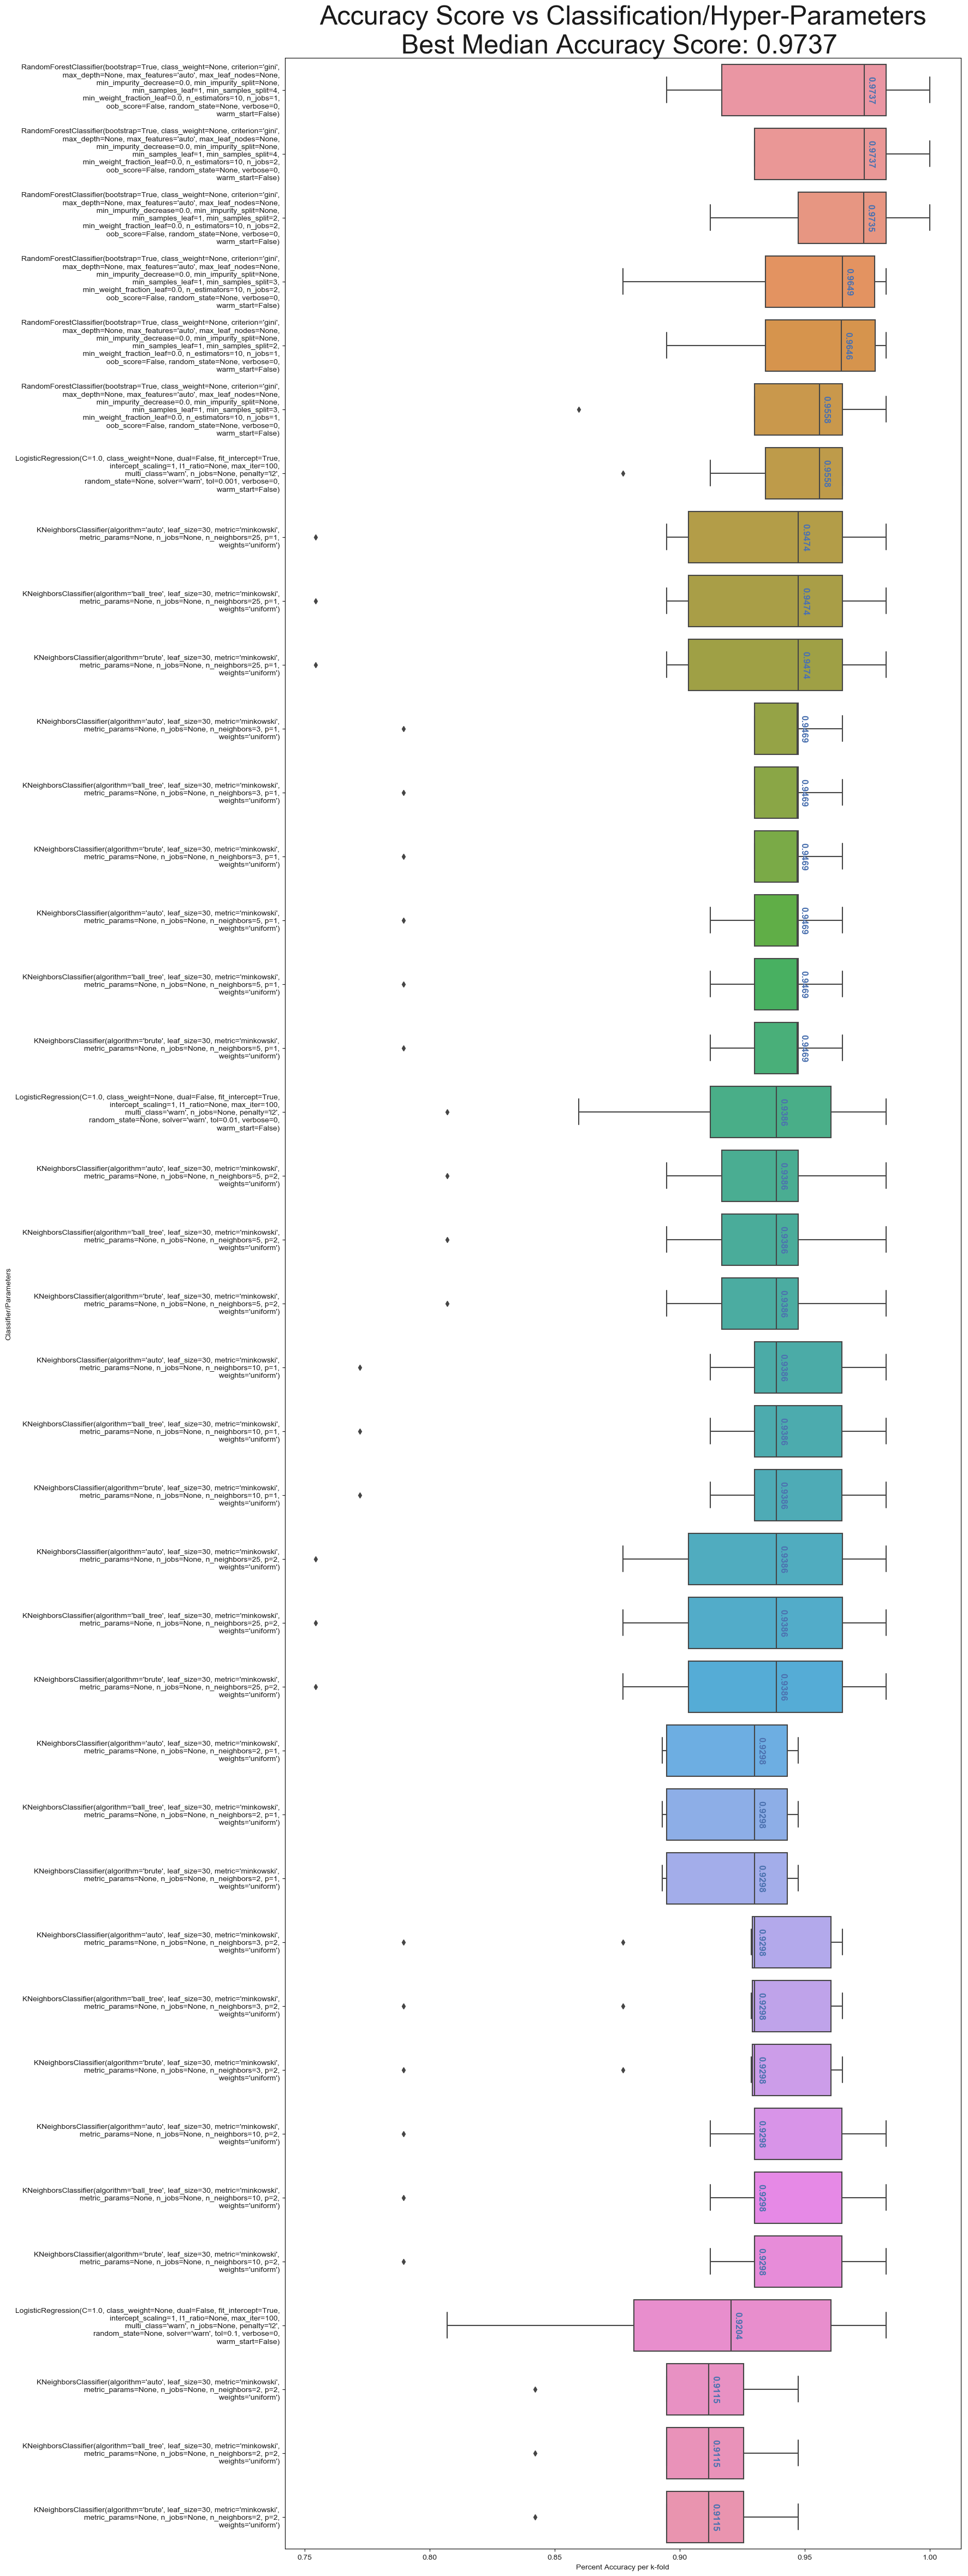 Accuracy Score vs Classification/Hyper-Parameters
Best Median Accuracy Score: 0.9737
RandomForestClassifier(bootstrap=True, class_weight=None, criterion='gini',
max_depth=None, max_features='auto', max_leaf_nodes=None,
min_impurity_decrease=0.0, min_impurity_split=None,
min_samples_leaf=1, min_samples_split=4,
min_weight_fraction_leaf=0.0, n_estimators=10, n_jobs=1,
oob_score=False, random_state=None, verbose=0,
warm_start=False)
0.9737
RandomForestClassifier(bootstrap=True, class_weight=None, criterion='gini',
max_depth=None, max_features='auto', max_leaf_nodes=None,
min_impurity_decrease=0.0, min_impurity_split=None,
min_samples_leaf=1, min_samples_split=4,
min_weight_fraction_leaf=0.0, n_estimators=10, n_jobs=2,
oob_score=False, random_state=None, verbose=0,
warm_start=False)
0.9737
RandomForestClassifier(bootstrap=True, class_weight=None, criterion='gini',
max_depth=None, max_features='auto', max_leaf_nodes=None,
min_impurity_decrease=0.0, min_impurity_split=None,
min_samples_leaf=1, min_samples_split=2,
min_weight_fraction_leaf=0.0, n_estimators=10, n_jobs=2,
oob_score=False, random_state=None, verbose=0,
warm_start=False)
0.9735
RandomForestClassifier(bootstrap=True, class_weight=None, criterion='gini',
max_depth=None, max_features='auto', max_leaf_nodes=None,
min_impurity_decrease=0.0, min_impurity_split=None,
min_samples_leaf=1, min_samples_split=3,
min_weight_fraction_leaf=0.0, n_estimators=10, n_jobs=2,
oob_score=False, random_state=None, verbose=0,
warm_start=False)
0.9649
RandomForestClassifier(bootstrap=True, class_weight=None, criterion='gini',
max_depth=None, max_features='auto', max_leaf_nodes=None,
min_impurity_decrease=0.0, min_impurity_split=None,
min_samples_leaf=1, min_samples_split=2,
min_weight_fraction_leaf=0.0, n_estimators=10, n_jobs=1,
oob_score=False, random_state=None, verbose=0,
warm_start=False)
0.9646
RandomForestClassifier(bootstrap=True, class_weight=None, criterion='gini',
max_depth=None, max_features='auto', max_leaf_nodes=None,
min_impurity_decrease=0.0, min_impurity_split=None,
min_samples_leaf=1, min_samples_split=3,
min_weight_fraction_leaf=0.0, n_estimators=10, n_jobs=1,
oob_score=False, random_state=None, verbose=0,
warm_start=False)
0.9558
LogisticRegression(C=1.0, class_weight=None, dual=False, fit_intercept=True,
intercept_scaling=1, l1_ratio=None, max_iter=100,
multi_class='warn', n_jobs=None, penalty='l2',
random_state=None, solver='warn', tol=0.001, verbose=0,
warm_start=False)
0.9558
KNeighborsClassifier(algorithm='auto', leaf_size=30, metric='minkowski',
metric_params=None, n_jobs=None, n_neighbors=25, p=1,
weights='uniform')
0.9474
KNeighborsClassifier(algorithm='ball_tree', leaf_size=30, metric='minkowski',
metric_params=None, n_jobs=None, n_neighbors=25, p=1,
weights='uniform')
0.9474
KNeighborsClassifier(algorithm='brute', leaf_size=30, metric='minkowski',
metric_params=None, n_jobs=None, n_neighbors=25, p=1,
weights='uniform')
0.9474
KNeighborsClassifier(algorithm='auto', leaf_size=30, metric='minkowski',
metric_params=None, n_jobs=None, n_neighbors=3, p=1,
weights='uniform')
0.9469
KNeighborsClassifier(algorithm='ball_tree', leaf_size=30, metric='minkowski',
metric_params=None, n_jobs=None, n_neighbors=3, p=1,
weights='uniform')
0.9469
KNeighborsClassifier(algorithm='brute', leaf_size=30, metric='minkowski',
metric_params=None, n_jobs=None, n_neighbors=3, p=1,
weights='uniform')
0.9469
KNeighborsClassifier(algorithm='auto', leaf_size=30, metric='minkowski',
metric_params=None, n_jobs=None, n_neighbors=5, p=1,
weights='uniform')
0.9469
KNeighborsClassifier(algorithm='ball_tree', leaf_size=30, metric='minkowski',
metric_params=None, n_jobs=None, n_neighbors=5, p=1,
weights='uniform')
0.9469
KNeighborsClassifier(algorithm='brute', leaf_size=30, metric='minkowski',
metric_params=None, n_jobs=None, n_neighbors=5, p=1,
weights='uniform')
0.9469
LogisticRegression(C=1.0, class_weight=None, dual=False, fit_intercept=True,
intercept_scaling=1, l1_ratio=None, max_iter=100,
multi_class='warn', n_jobs=None, penalty='l2',
random_state=None, solver='warn', tol=0.01, verbose=0,
warm_start=False)
0.9386
KNeighborsClassifier(algorithm='auto', leaf_size=30, metric='minkowski',
metric_params=None, n_jobs=None, n_neighbors=5, p=2,
weights='uniform')
0.9386
KNeighborsClassifier(algorithm='ball_tree', leaf_size=30, metric='minkowski',
metric_params=None, n_jobs=None, n_neighbors=5, p=2,
weights='uniform')
0.9386
Classifier/Parameters
KNeighborsClassifier(algorithm='brute', leaf_size=30, metric='minkowski',
metric_params=None, n_jobs=None, n_neighbors=5, p=2,
weights='uniform')
0.9386
KNeighborsClassifier(algorithm='auto', leaf_size=30, metric='minkowski',
metric_params=None, n_jobs=None, n_neighbors=10, p=1,
weights='uniform')
0.9386
KNeighborsClassifier(algorithm='ball_tree', leaf_size=30, metric='minkowski',
metric_params=None, n_jobs=None, n_neighbors=10, p=1,
weights='uniform')
0.9386
KNeighborsClassifier(algorithm='brute', leaf_size=30, metric='minkowski',
metric_params=None, n_jobs=None, n_neighbors=10, p=1,
weights='uniform')
0.9386
KNeighborsClassifier(algorithm='auto', leaf_size=30, metric='minkowski',
metric_params=None, n_jobs=None, n_neighbors=25, p=2,
weights='uniform')
0.9386
KNeighborsClassifier(algorithm='ball_tree', leaf_size=30, metric='minkowski',
metric_params=None, n_jobs=None, n_neighbors=25, p=2,
weights='uniform')
0.9386
KNeighborsClassifier(algorithm='brute', leaf_size=30, metric='minkowski',
metric_params=None, n_jobs=None, n_neighbors=25, p=2,
weights='uniform')
0.9386
KNeighborsClassifier(algorithm='auto', leaf_size=30, metric='minkowski',
metric_params=None, n_jobs=None, n_neighbors=2, p=1,
weights='uniform')
0.9298
KNeighborsClassifier(algorithm='ball_tree', leaf_size=30, metric='minkowski',
metric_params=None, n_jobs=None, n_neighbors=2, p=1,
weights='uniform')
0.9298
KNeighborsClassifier(algorithm='brute', leaf_size=30, metric='minkowski',
metric_params=None, n_jobs=None, n_neighbors=2, p=1,
weights='uniform')
0.9298
KNeighborsClassifier(algorithm='auto', leaf_size=30, metric='minkowski',
metric_params=None, n_jobs=None, n_neighbors=3, p=2,
weights='uniform')
0.9298
KNeighborsClassifier(algorithm='ball_tree', leaf_size=30, metric='minkowski',
metric_params=None, n_jobs=None, n_neighbors=3, p=2,
weights='uniform')
0.9298
KNeighborsClassifier(algorithm='brute', leaf_size=30, metric='minkowski',
metric_params=None, n_jobs=None, n_neighbors=3, p=2,
weights='uniform')
0.9298
KNeighborsClassifier(algorithm='auto', leaf_size=30, metric='minkowski',
metric_params=None, n_jobs=None, n_neighbors=10, p=2,
weights='uniform')
0.9298
KNeighborsClassifier(algorithm='ball_tree', leaf_size=30, metric='minkowski',
metric_params=None, n_jobs=None, n_neighbors=10, p=2,
weights='uniform')
0.9298
KNeighborsClassifier(algorithm='brute', leaf_size=30, metric='minkowski',
metric_params=None, n_jobs=None, n_neighbors=10, p=2,
weights='uniform')
0.9298
LogisticRegression(C=1.0, class_weight=None, dual=False, fit_intercept=True,
intercept_scaling=1, l1_ratio=None, max_iter=100,
multi_class='warn', n_jobs=None, penalty='l2',
random_state=None, solver='warn', tol=0.1, verbose=0,
warm_start=False)
0.9204
KNeighborsClassifier(algorithm='auto', leaf_size=30, metric='minkowski',
metric_params=None, n_jobs=None, n_neighbors=2, p=2,
weights='uniform')
0.9115
KNeighborsClassifier(algorithm='ball_tree', leaf_size=30, metric='minkowski',
metric_params=None, n_jobs=None, n_neighbors=2, p=2,
weights='uniform')
0.9115
KNeighborsClassifier(algorithm='brute', leaf_size=30, metric='minkowski',
metric_params=None, n_jobs=None, n_neighbors=2, p=2,
weights='uniform')
0.9115
0.75 0.80 0.85 0.90 0.95 1.00
Percent Accuracy per k-fold